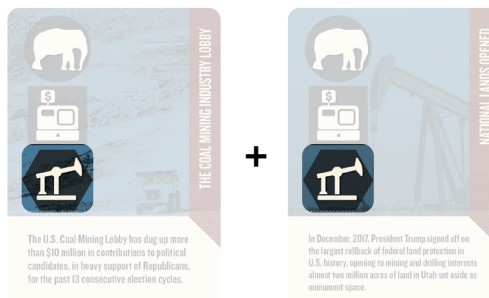 $
THE COAL MINING INDUSTRY LOBBY
The U.S. Coal Mining Lobby has dug up more
than $10 million in contributions to political
candidates, in heavy support of Republicans,
for the past 13 consecutive election cycles.
+
$
NATIONAL LANDS OPENED
In December, 2017, President Trump signed off on
the largest rollback of federal land protection in
U.S. history, opening to mining and drilling interests
almost two million acres of land in Utah set aside as
monument space.